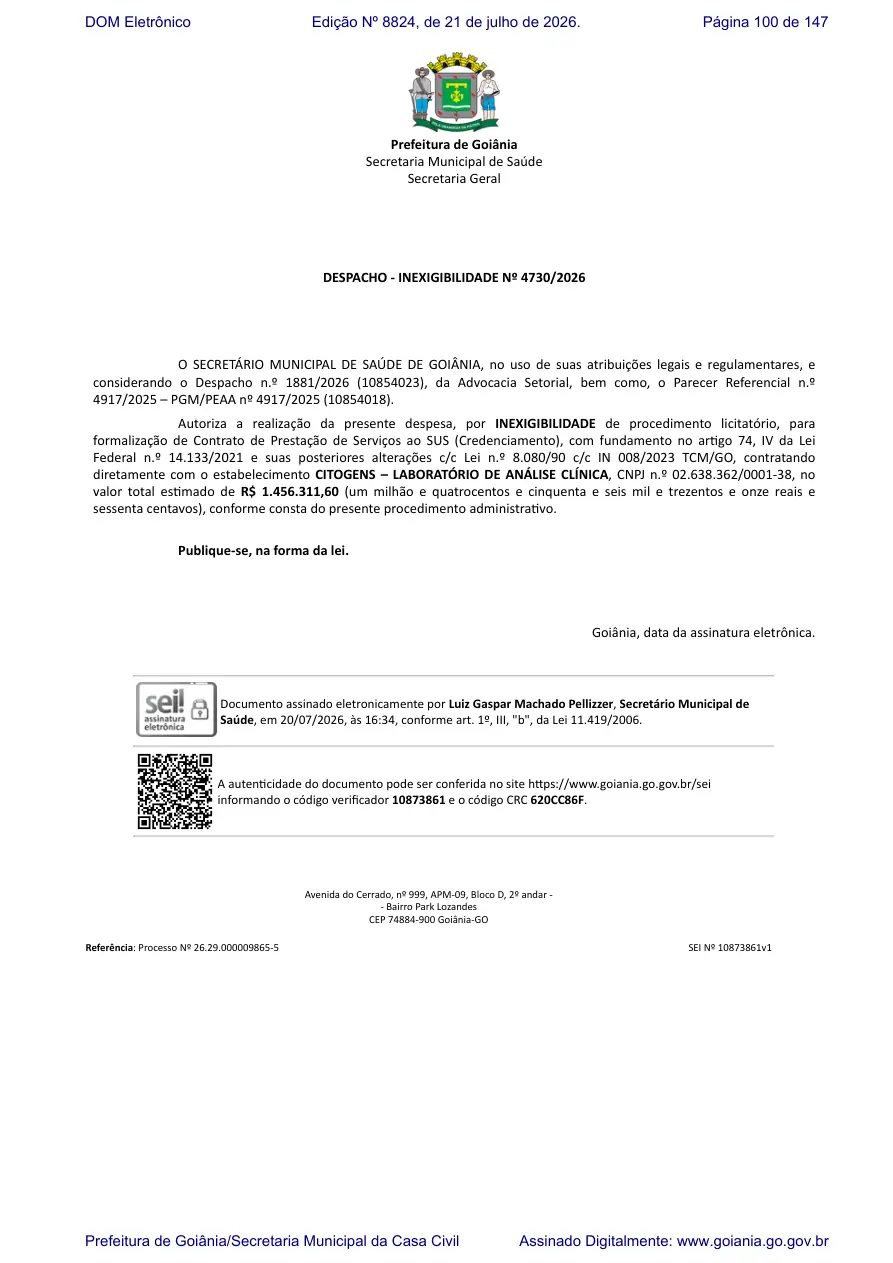 DOM Eletrônico Edição Nº 8824, de 21 de julho de 2026. Página 100 de 147
Prefeitura de Goiânia
Secretaria Municipal de Saúde
Secretaria Geral
DESPACHO - INEXIGIBILIDADE Nº 4730/2026
O SECRETÁRIO MUNICIPAL DE SAÚDE DE GOIÂNIA, no uso de suas atribuições legais e regulamentares, e
considerando o Despacho n.º 1881/2026 (10854023), da Advocacia Setorial, bem como, o Parecer Referencial n.º
4917/2025 – PGM/PEAA nº 4917/2025 (10854018).
Autoriza a realização da presente despesa, por INEXIGIBILIDADE de procedimento licitatório, para
formalização de Contrato de Prestação de Serviços ao SUS (Credenciamento), com fundamento no artigo 74, IV da Lei
Federal n.º 14.133/2021 e suas posteriores alterações c/c Lei n.º 8.080/90 c/c IN 008/2023 TCM/GO, contratando
diretamente com o estabelecimento CITOGENS – LABORATÓRIO DE ANÁLISE CLÍNICA, CNPJ n.º 02.638.362/0001-38, no
valor total estimado de R$ 1.456.311,60 (um milhão e quatrocentos e cinquenta e seis mil e trezentos e onze reais e
sessenta centavos), conforme consta do presente procedimento administrativo.
Publique-se, na forma da lei.
Goiânia, data da assinatura eletrônica.
sei!
assinatura
eletrônica
Documento assinado eletronicamente por Luiz Gaspar Machado Pellizzer, Secretário Municipal de
Saúde, em 20/07/2026, às 16:34, conforme art. 1º, III, "b", da Lei 11.419/2006.
A autenticidade do documento pode ser conferida no site https://www.goiania.go.gov.br/sei
informando o código verificador 10873861 e o código CRC 620CC86F.
Avenida do Cerrado, nº 999, APM-09, Bloco D, 2º andar -
- Bairro Park Lozandes
CEP 74884-900 Goiânia-GO
Referência: Processo Nº 26.29.000009865-5 SEI Nº 10873861v1
Prefeitura de Goiânia/Secretaria Municipal da Casa Civil Assinado Digitalmente: www.goiania.go.gov.br